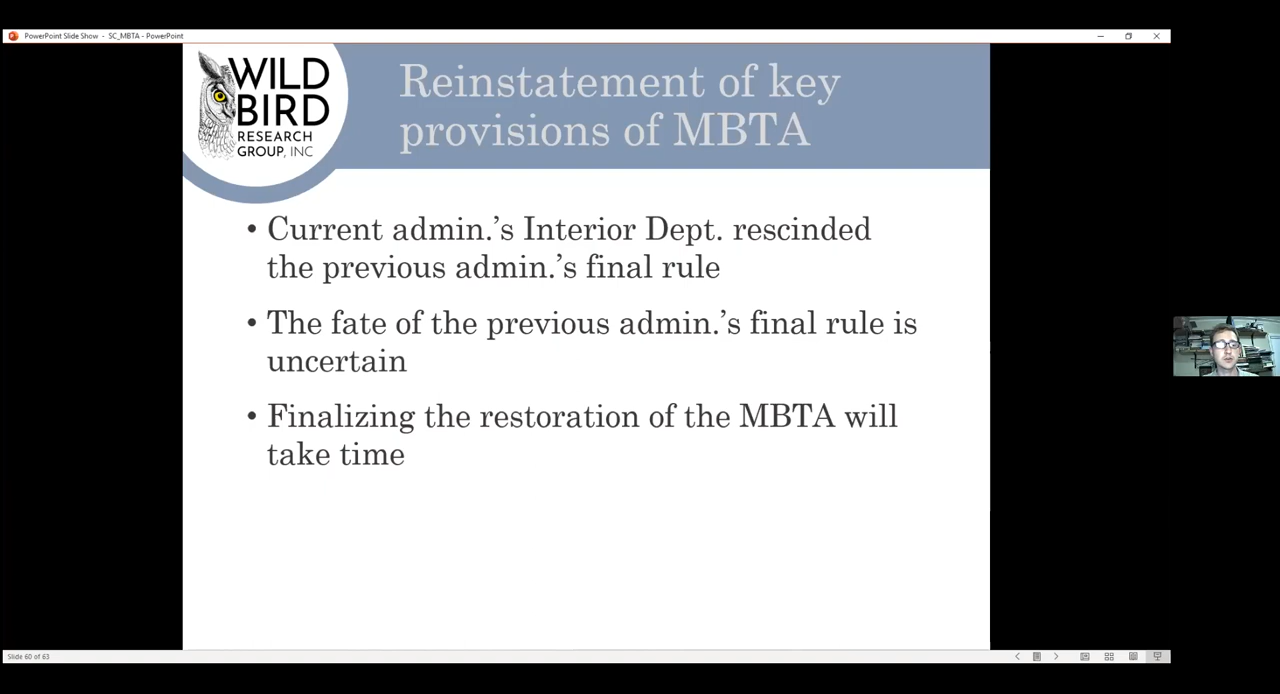 PowerPoint Slide Show - SC_MBTA - PowerPoint
WILD
BIRD
RESEARCH
GROUP, INC
Reinstatement of key
provisions of MBTA
• Current admin.’s Interior Dept. rescinded
the previous admin.’s final rule
• The fate of the previous admin.’s final rule is
uncertain
• Finalizing the restoration of the MBTA will
take time
Slide 60 of 63